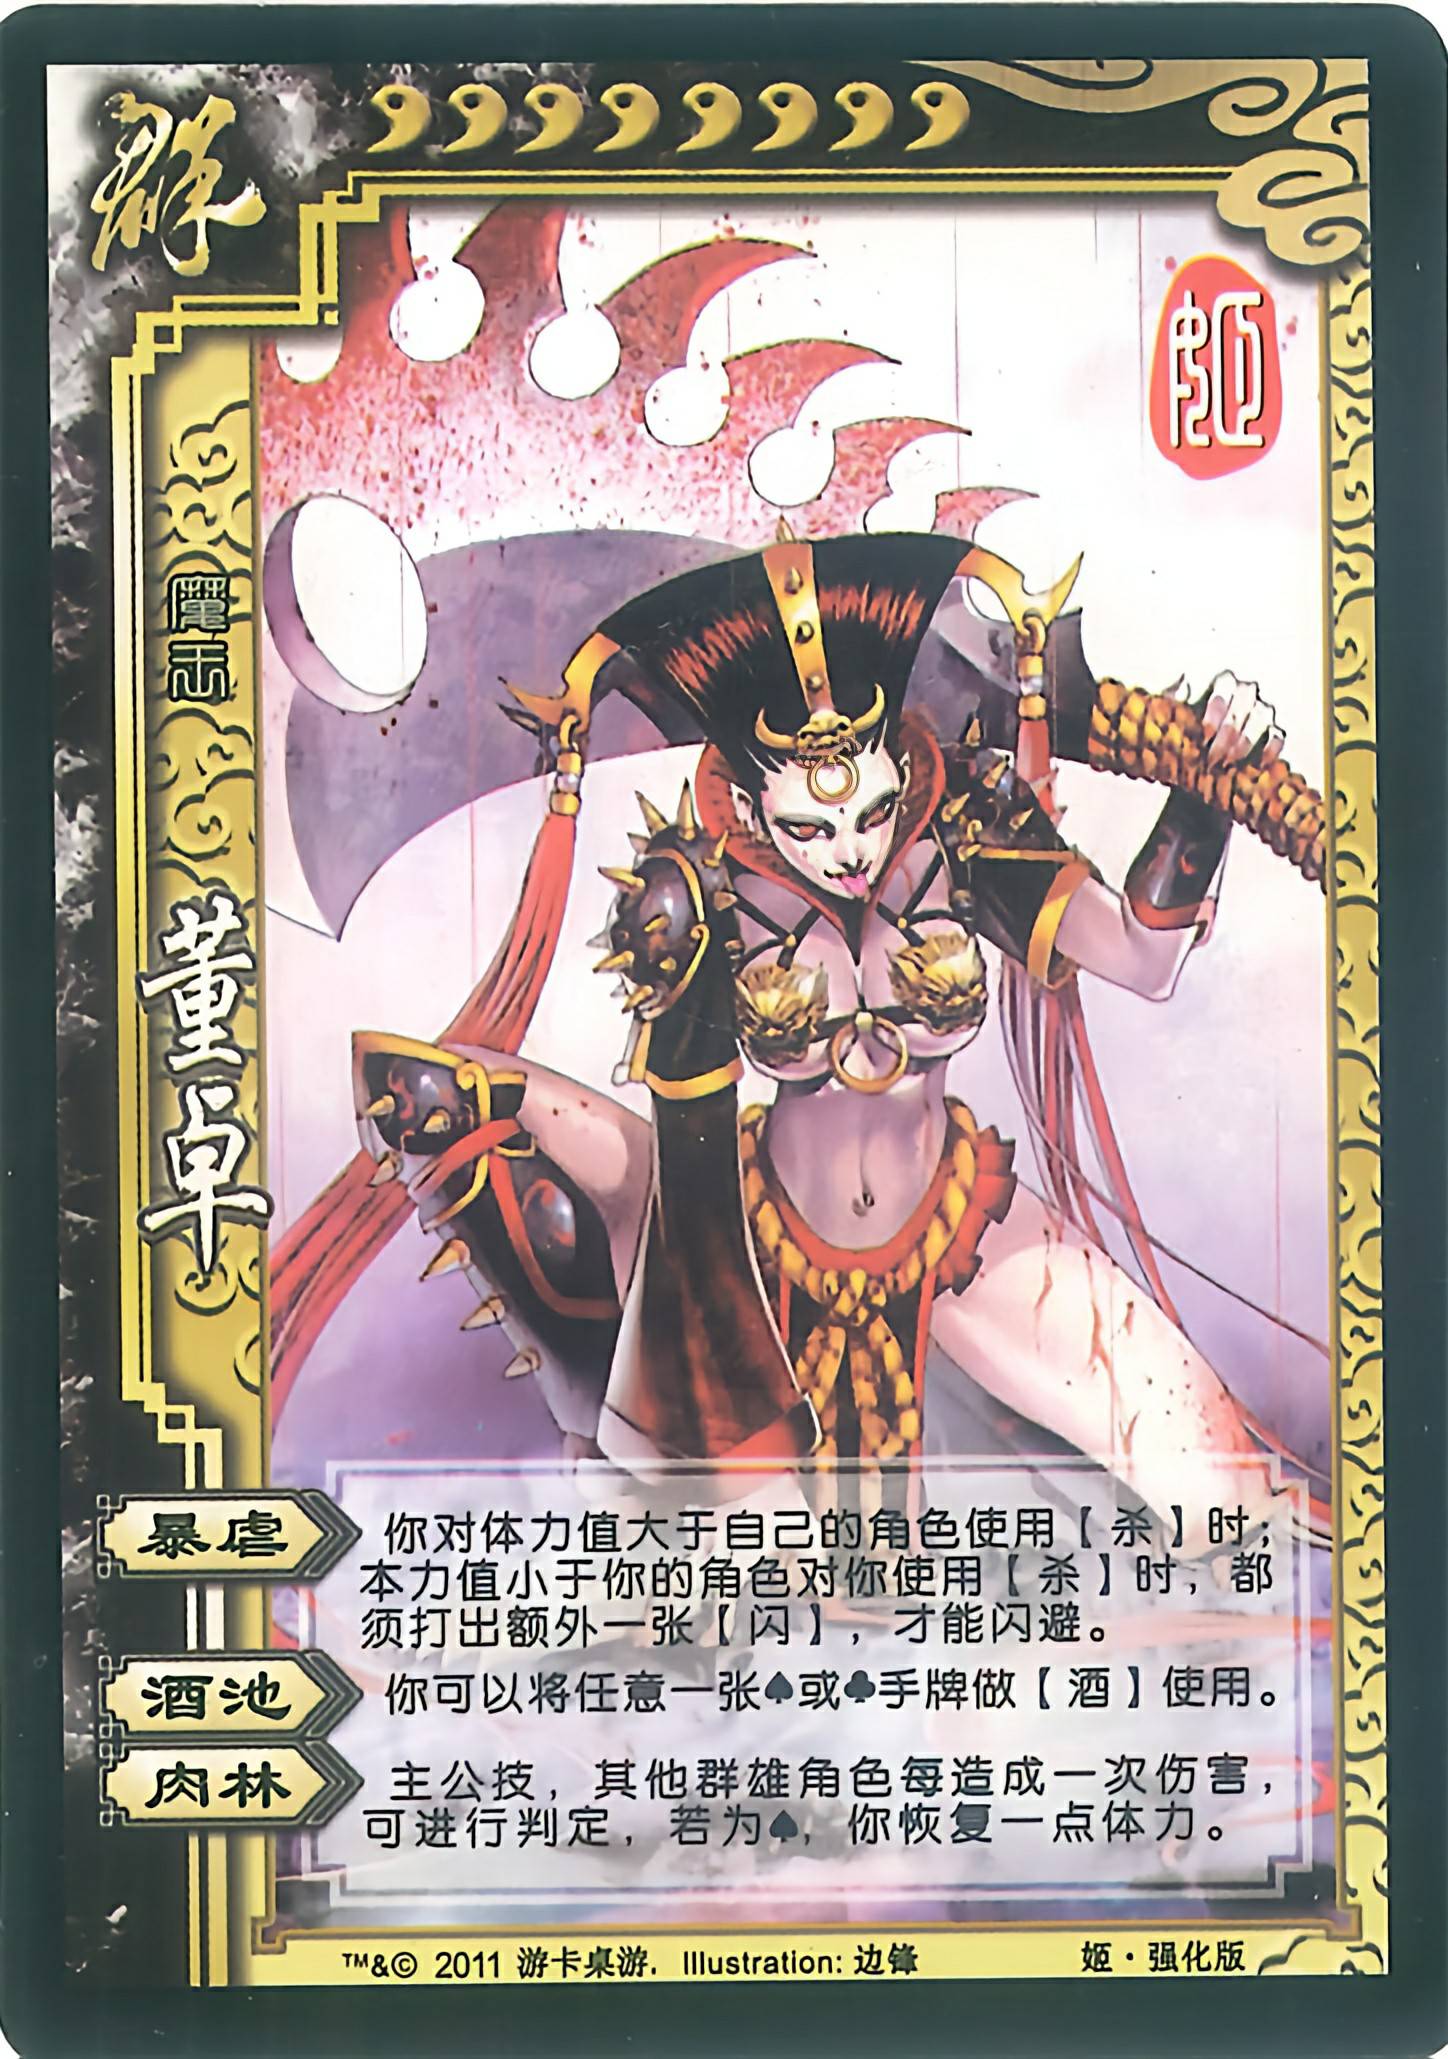 群
姬
魔王
董卓
暴虐
你对体力值大于自己的角色使用【杀】时；
本力值小于你的角色对你使用【杀】时，都
须打出额外一张【闪】，才能闪避。
酒池
你可以将任意一张♠或♣手牌做【酒】使用。
肉林
主公技，其他群雄角色每造成一次伤害，
可进行判定，若为♠，你恢复一点体力。
™&© 2011 游卡桌游. Illustration: 边锋
姬·强化版